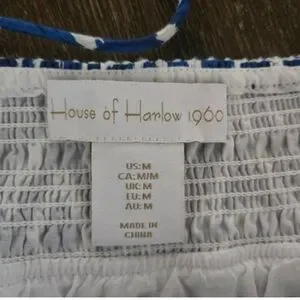 House of Harlow 1960
US:M
CA:M/M
UK:M
EU:M
AU:M
MADE IN
CHINA